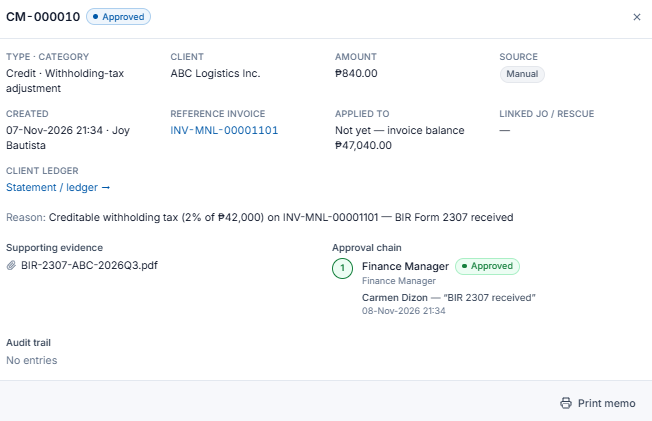 CM-000010 Approved ×
TYPE · CATEGORY
Credit · Withholding-tax
adjustment
CLIENT
ABC Logistics Inc.
AMOUNT
₱840.00
SOURCE
Manual
CREATED
07-Nov-2026 21:34 · Joy
Bautista
REFERENCE INVOICE
INV-MNL-00001101
APPLIED TO
Not yet — invoice balance
₱47,040.00
LINKED JO / RESCUE
—
CLIENT LEDGER
Statement / ledger →
Reason: Creditable withholding tax (2% of ₱42,000) on INV-MNL-00001101 — BIR Form 2307 received
Supporting evidence
BIR-2307-ABC-2026Q3.pdf
Approval chain
1 Finance Manager Approved
Finance Manager
Carmen Dizon — “BIR 2307 received”
08-Nov-2026 21:34
Audit trail
No entries
Print memo